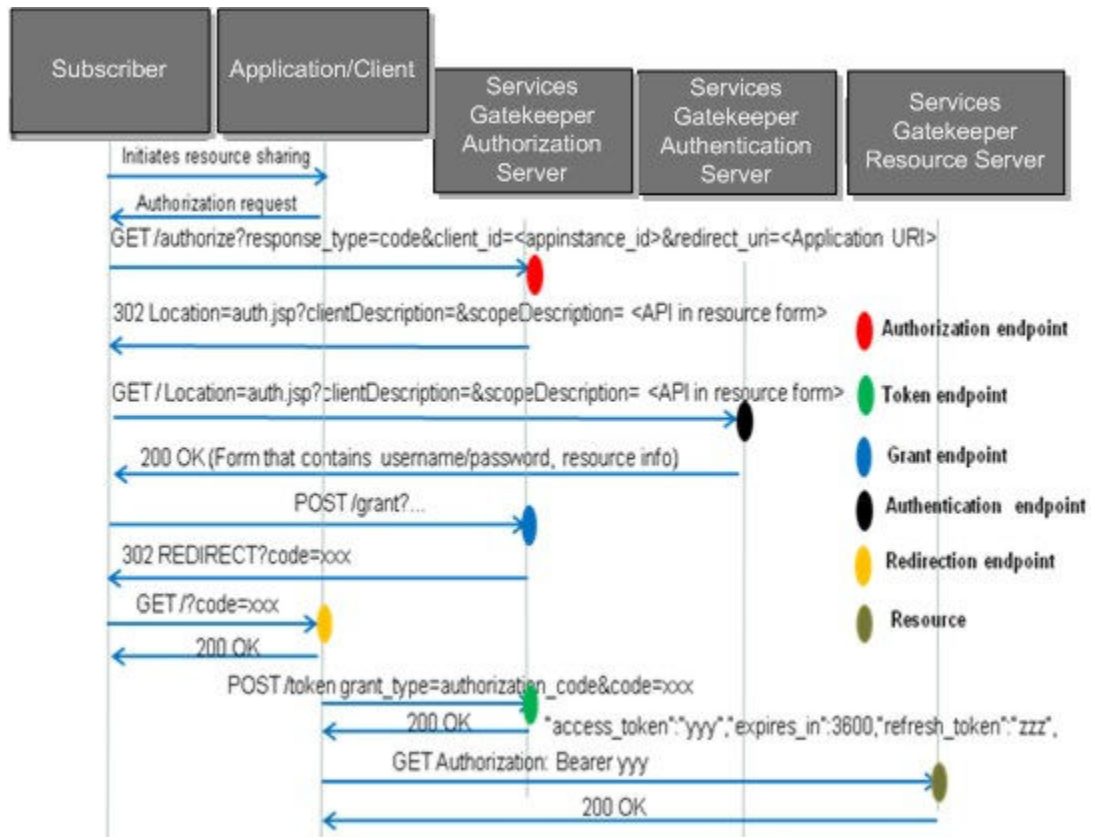 Subscriber
Application/Client
Services
Gatekeeper
Authorization
Server
Services
Gatekeeper
Authentication
Server
Services
Gatekeeper
Resource Server
Initiates resource sharing
Authorization request
GET /authorize?response_type=code&client_id=<appinstance_id>&redirect_uri=<Application URI>
302 Location=auth.jsp?clientDescription=&scopeDescription= <API in resource form>
Authorization endpoint
GET / Location=auth.jsp?clientDescription=&scopeDescription= <API in resource form>
Token endpoint
200 OK (Form that contains username/password, resource info)
Grant endpoint
POST /grant?...
Authentication endpoint
302 REDIRECT?code=xxx
Redirection endpoint
GET /?code=xxx
Resource
200 OK
POST /token grant_type=authorization_code&code=xxx
200 OK
"access_token":"yyy","expires_in":3600,"refresh_token":"zzz",
GET Authorization: Bearer yyy
200 OK